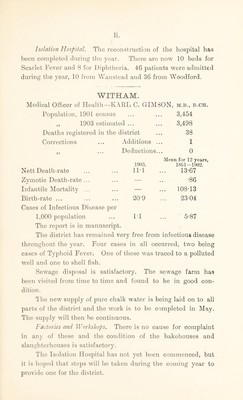 li.
Isolation Hospital. The reconstruction of the hospital has
been completed during the year. There are now 10 beds for
Scarlet Fever and 8 for Diphtheria. 46 patients were admitted
during the year, 10 from Wanstead and 36 from Woodford.
WITHAM.
Medical Officer of Health—KARL C. GIMSON, M.B., B.CH.
Population, 1901 census ... ... 3,454
„ 1903 estimated ... ... 3,498
Deaths registered in the district ... 38
Corrections ... Additions ... 1
„ ... Deductions... 0
Mean for 12 years,
1903. 1851—1902.
Nett Death-rate ... ... 11·1 ... 13·67
Zymotic Death-rate ... ... — ... ·86
Infantile Mortality ... ... — ... 108·13
Birth-rate ... ... ... 20·9 ... 23·04
Cases of Infectious Disease per
1,000 population ... 1·1 ... 5·87
The report is in manuscript.
The district has remained very free from infectious disease
throughout the year. Four cases in all occurred, two being
cases of Typhoid Fever. One of these was traced to a polluted
well and one to shell fish.
Sewage disposal is satisfactory. The sewage farm has
been visited from time to time and found to be in good con-
dition.
The new supply of pure chalk water is being laid on to all
parts of the district and the work is to be completed in May.
The supply will then be continuous.
Factories and Workshops. There is no cause for complaint
in any of these and the condition of the bakehouses and
slaughterhouses is satisfactory.
The Isolation Hospital has not yet been commenced, but
it is hoped that steps will be taken during the coming year to
provide one for the district.